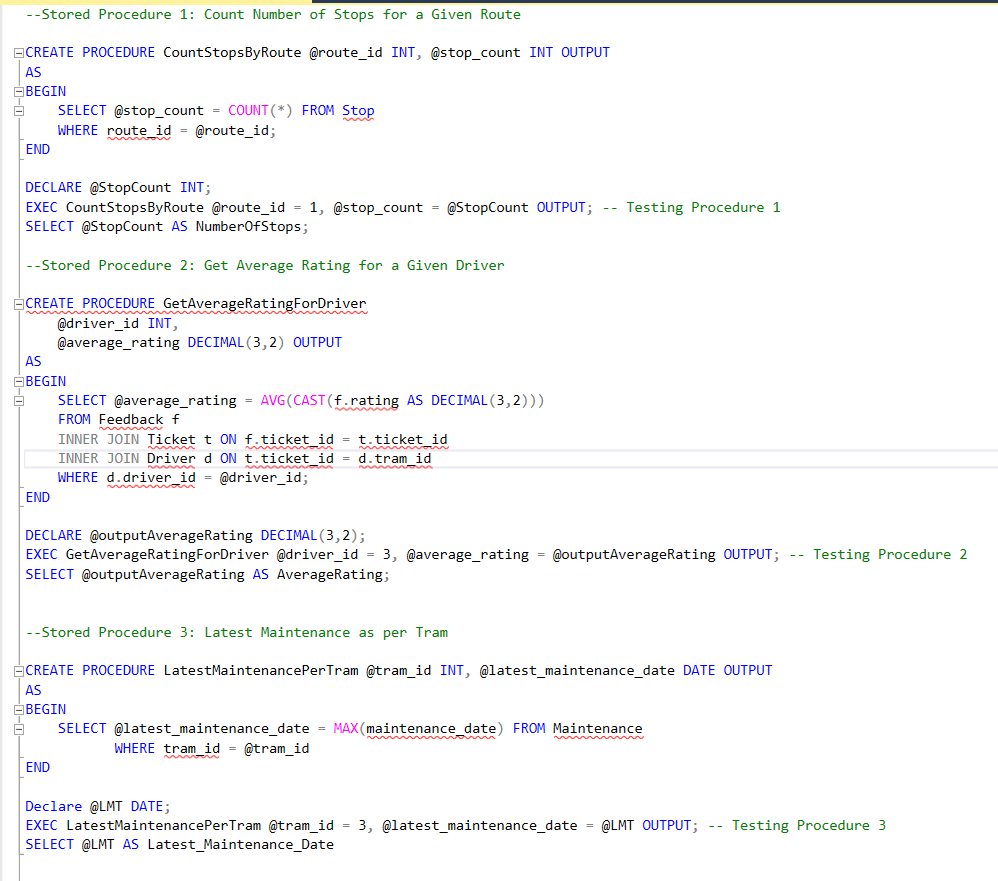 --Stored Procedure 1: Count Number of Stops for a Given Route
CREATE PROCEDURE CountStopsByRoute @route_id INT, @stop_count INT OUTPUT
AS
BEGIN
    SELECT @stop_count = COUNT(*) FROM Stop
    WHERE route_id = @route_id;
END
DECLARE @StopCount INT;
EXEC CountStopsByRoute @route_id = 1, @stop_count = @StopCount OUTPUT; -- Testing Procedure 1
SELECT @StopCount AS NumberOfStops;
--Stored Procedure 2: Get Average Rating for a Given Driver
CREATE PROCEDURE GetAverageRatingForDriver
    @driver_id INT,
    @average_rating DECIMAL(3,2) OUTPUT
AS
BEGIN
    SELECT @average_rating = AVG(CAST(f.rating AS DECIMAL(3,2)))
    FROM Feedback f
    INNER JOIN Ticket t ON f.ticket_id = t.ticket_id
    INNER JOIN Driver d ON t.ticket_id = d.tram_id
    WHERE d.driver_id = @driver_id;
END
DECLARE @outputAverageRating DECIMAL(3,2);
EXEC GetAverageRatingForDriver @driver_id = 3, @average_rating = @outputAverageRating OUTPUT; -- Testing Procedure 2
SELECT @outputAverageRating AS AverageRating;
--Stored Procedure 3: Latest Maintenance as per Tram
CREATE PROCEDURE LatestMaintenancePerTram @tram_id INT, @latest_maintenance_date DATE OUTPUT
AS
BEGIN
    SELECT @latest_maintenance_date = MAX(maintenance_date) FROM Maintenance
           WHERE tram_id = @tram_id
END
Declare @LMT DATE;
EXEC LatestMaintenancePerTram @tram_id = 3, @latest_maintenance_date = @LMT OUTPUT; -- Testing Procedure 3
SELECT @LMT AS Latest_Maintenance_Date